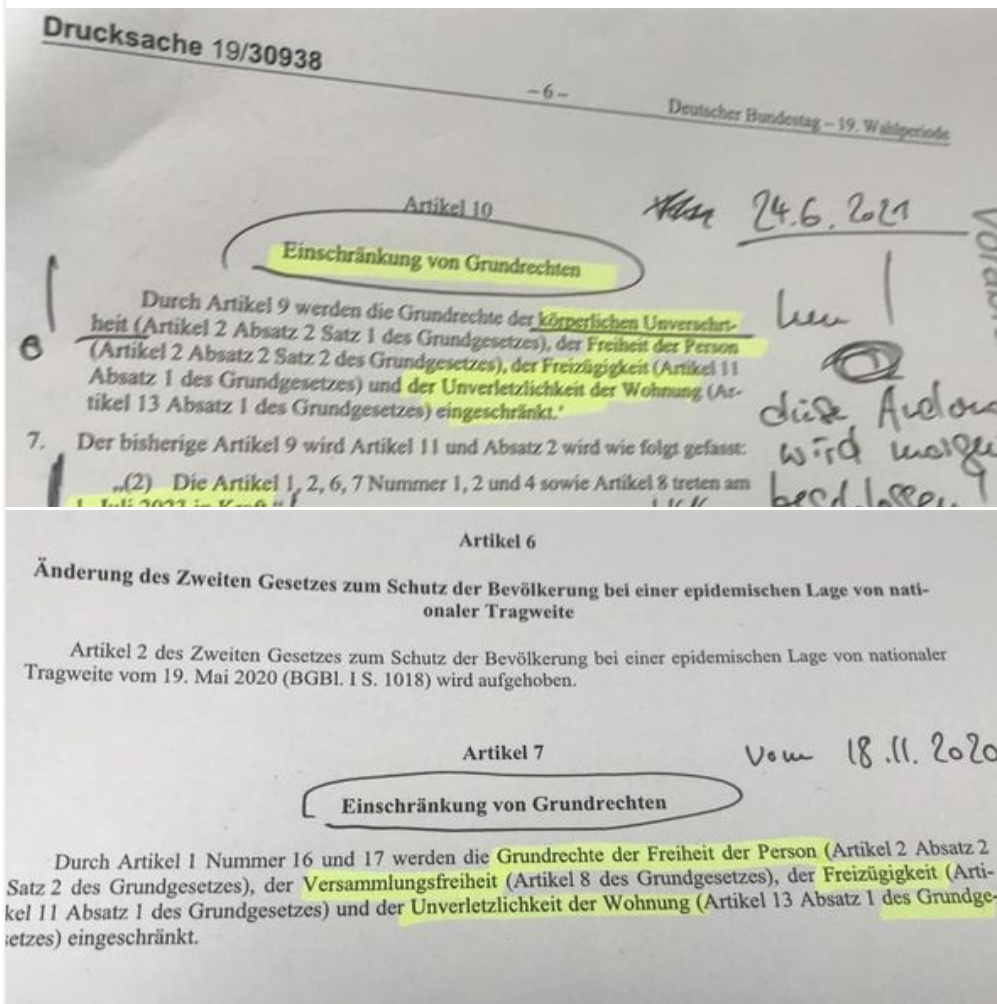 Drucksache 19/30938
– 6 –
Deutscher Bundestag – 19. Wahlperiode
Artikel 10
24.6.2021
Einschränkung von Grundrechten
Durch Artikel 9 werden die Grundrechte der körperlichen Unversehrt-
heit (Artikel 2 Absatz 2 Satz 1 des Grundgesetzes), der Freiheit der Person
(Artikel 2 Absatz 2 Satz 2 des Grundgesetzes), der Freizügigkeit (Artikel 11
Absatz 1 des Grundgesetzes) und der Unverletzlichkeit der Wohnung (Ar-
tikel 13 Absatz 1 des Grundgesetzes) eingeschränkt.‘
neu !
diese
wird morgen
beschlossen!
7. Der bisherige Artikel 9 wird Artikel 11 und Absatz 2 wird wie folgt gefasst:
„(2) Die Artikel 1, 2, 6, 7 Nummer 1, 2 und 4 sowie Artikel 8 treten am
Artikel 6
Änderung des Zweiten Gesetzes zum Schutz der Bevölkerung bei einer epidemischen Lage von nati-
onaler Tragweite
Artikel 2 des Zweiten Gesetzes zum Schutz der Bevölkerung bei einer epidemischen Lage von nationaler
Tragweite vom 19. Mai 2020 (BGBl. I S. 1018) wird aufgehoben.
Artikel 7
Vom 18.11.2020
Einschränkung von Grundrechten
Durch Artikel 1 Nummer 16 und 17 werden die Grundrechte der Freiheit der Person (Artikel 2 Absatz 2
Satz 2 des Grundgesetzes), der Versammlungsfreiheit (Artikel 8 des Grundgesetzes), der Freizügigkeit (Arti-
kel 11 Absatz 1 des Grundgesetzes) und der Unverletzlichkeit der Wohnung (Artikel 13 Absatz 1 des Grundge-
setzes) eingeschränkt.